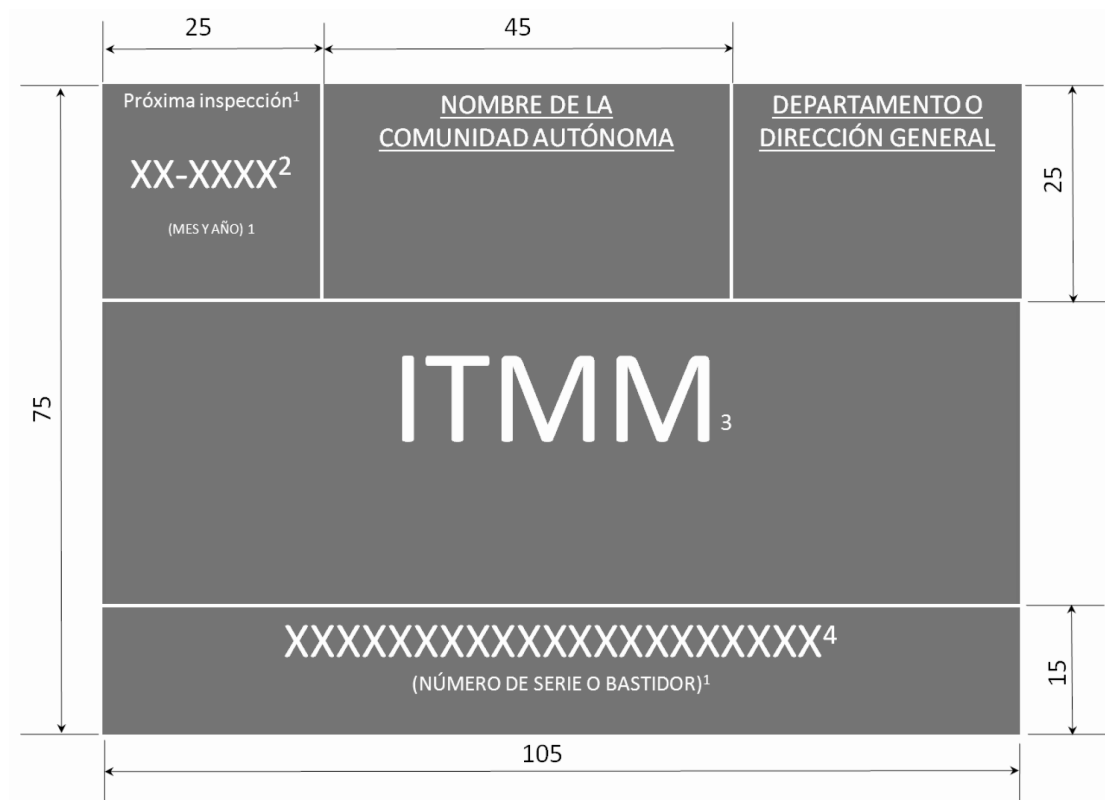 25
45
Próxima inspección¹
XX-XXXX²
(MES Y AÑO) 1
NOMBRE DE LA
COMUNIDAD AUTÓNOMA
DEPARTAMENTO O
DIRECCIÓN GENERAL
25
75
ITMM₃
XXXXXXXXXXXXXXXXXXXXX⁴
(NÚMERO DE SERIE O BASTIDOR)¹
15
105